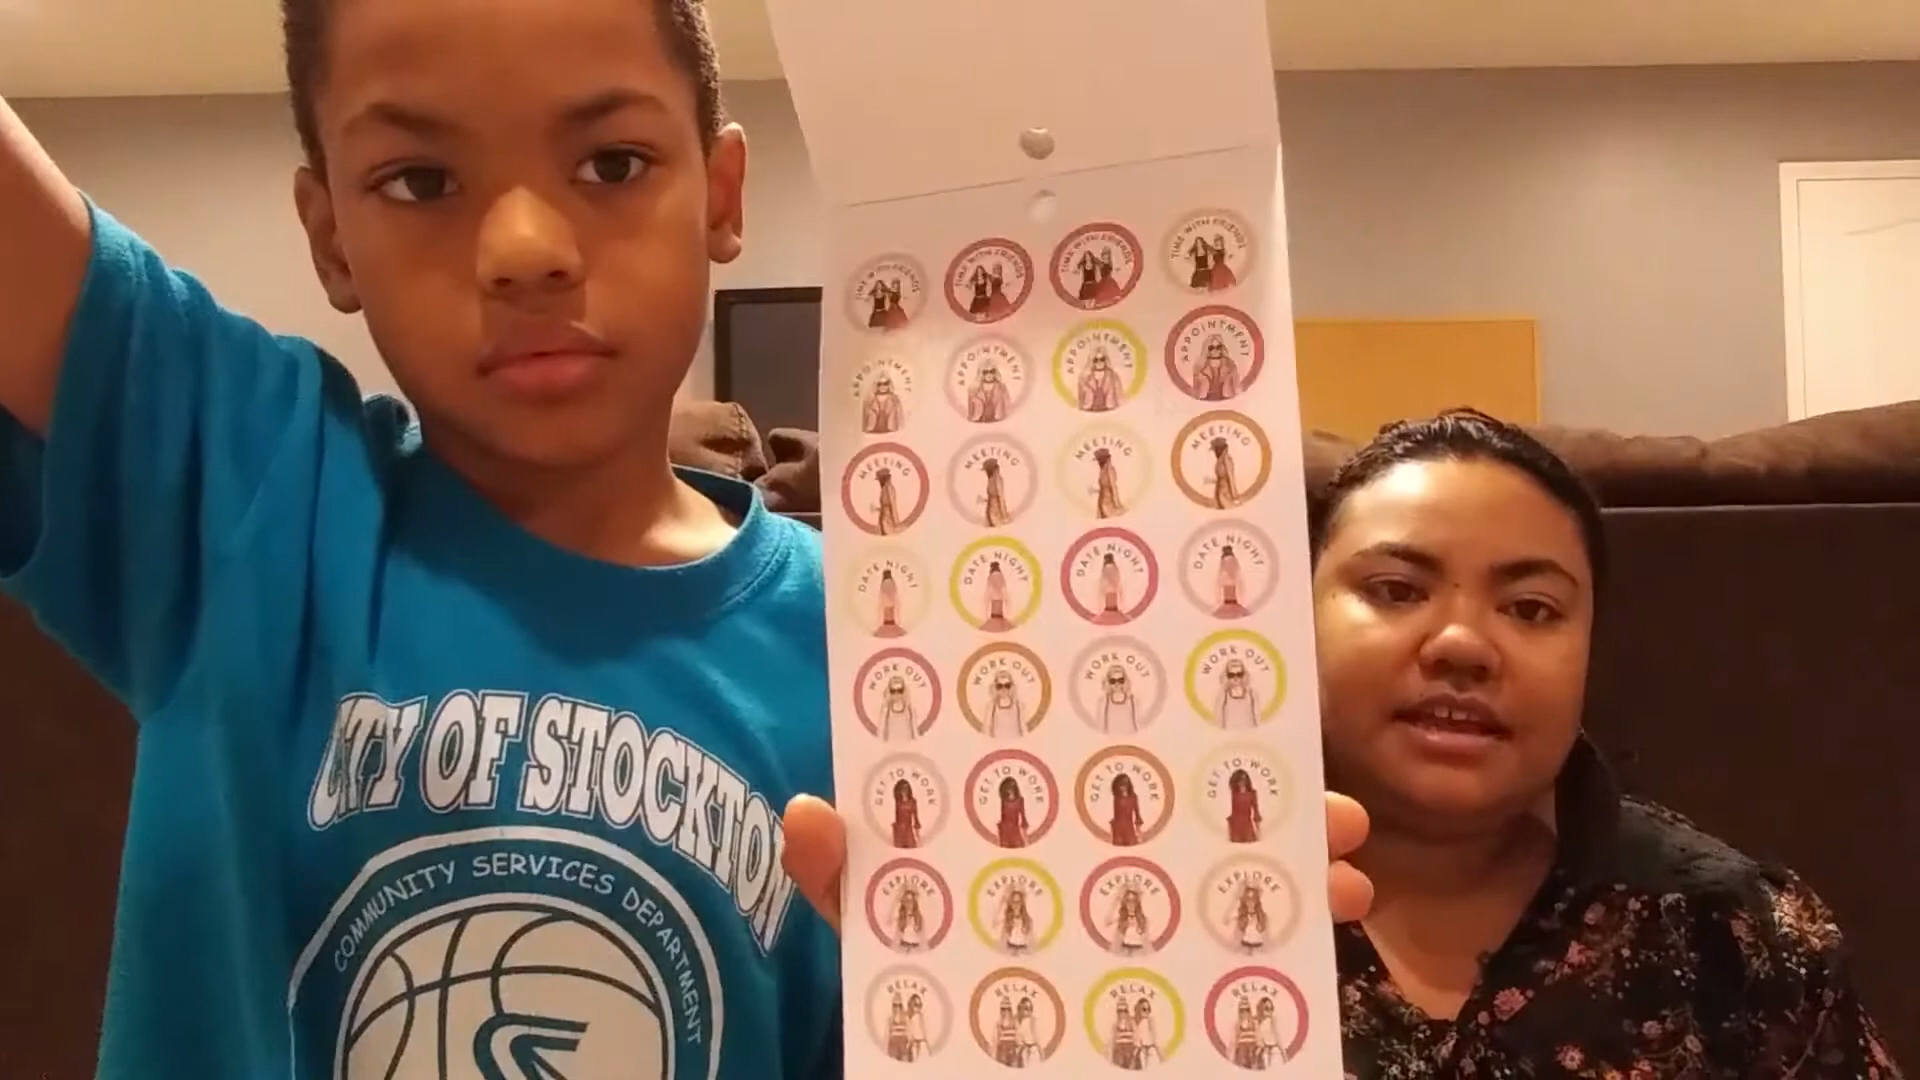 TIME WITH FRIENDS TIME WITH FRIENDS TIME WITH FRIENDS TIME WITH FRIENDS
APPOINTMENT APPOINTMENT APPOINTMENT APPOINTMENT
MEETING MEETING MEETING MEETING
DATE NIGHT DATE NIGHT DATE NIGHT DATE NIGHT
WORK OUT WORK OUT WORK OUT WORK OUT
GET TO WORK GET TO WORK GET TO WORK GET TO WORK
EXPLORE EXPLORE EXPLORE EXPLORE
RELAX RELAX RELAX RELAX
CITY OF STOCKTON
COMMUNITY SERVICES DEPARTMENT